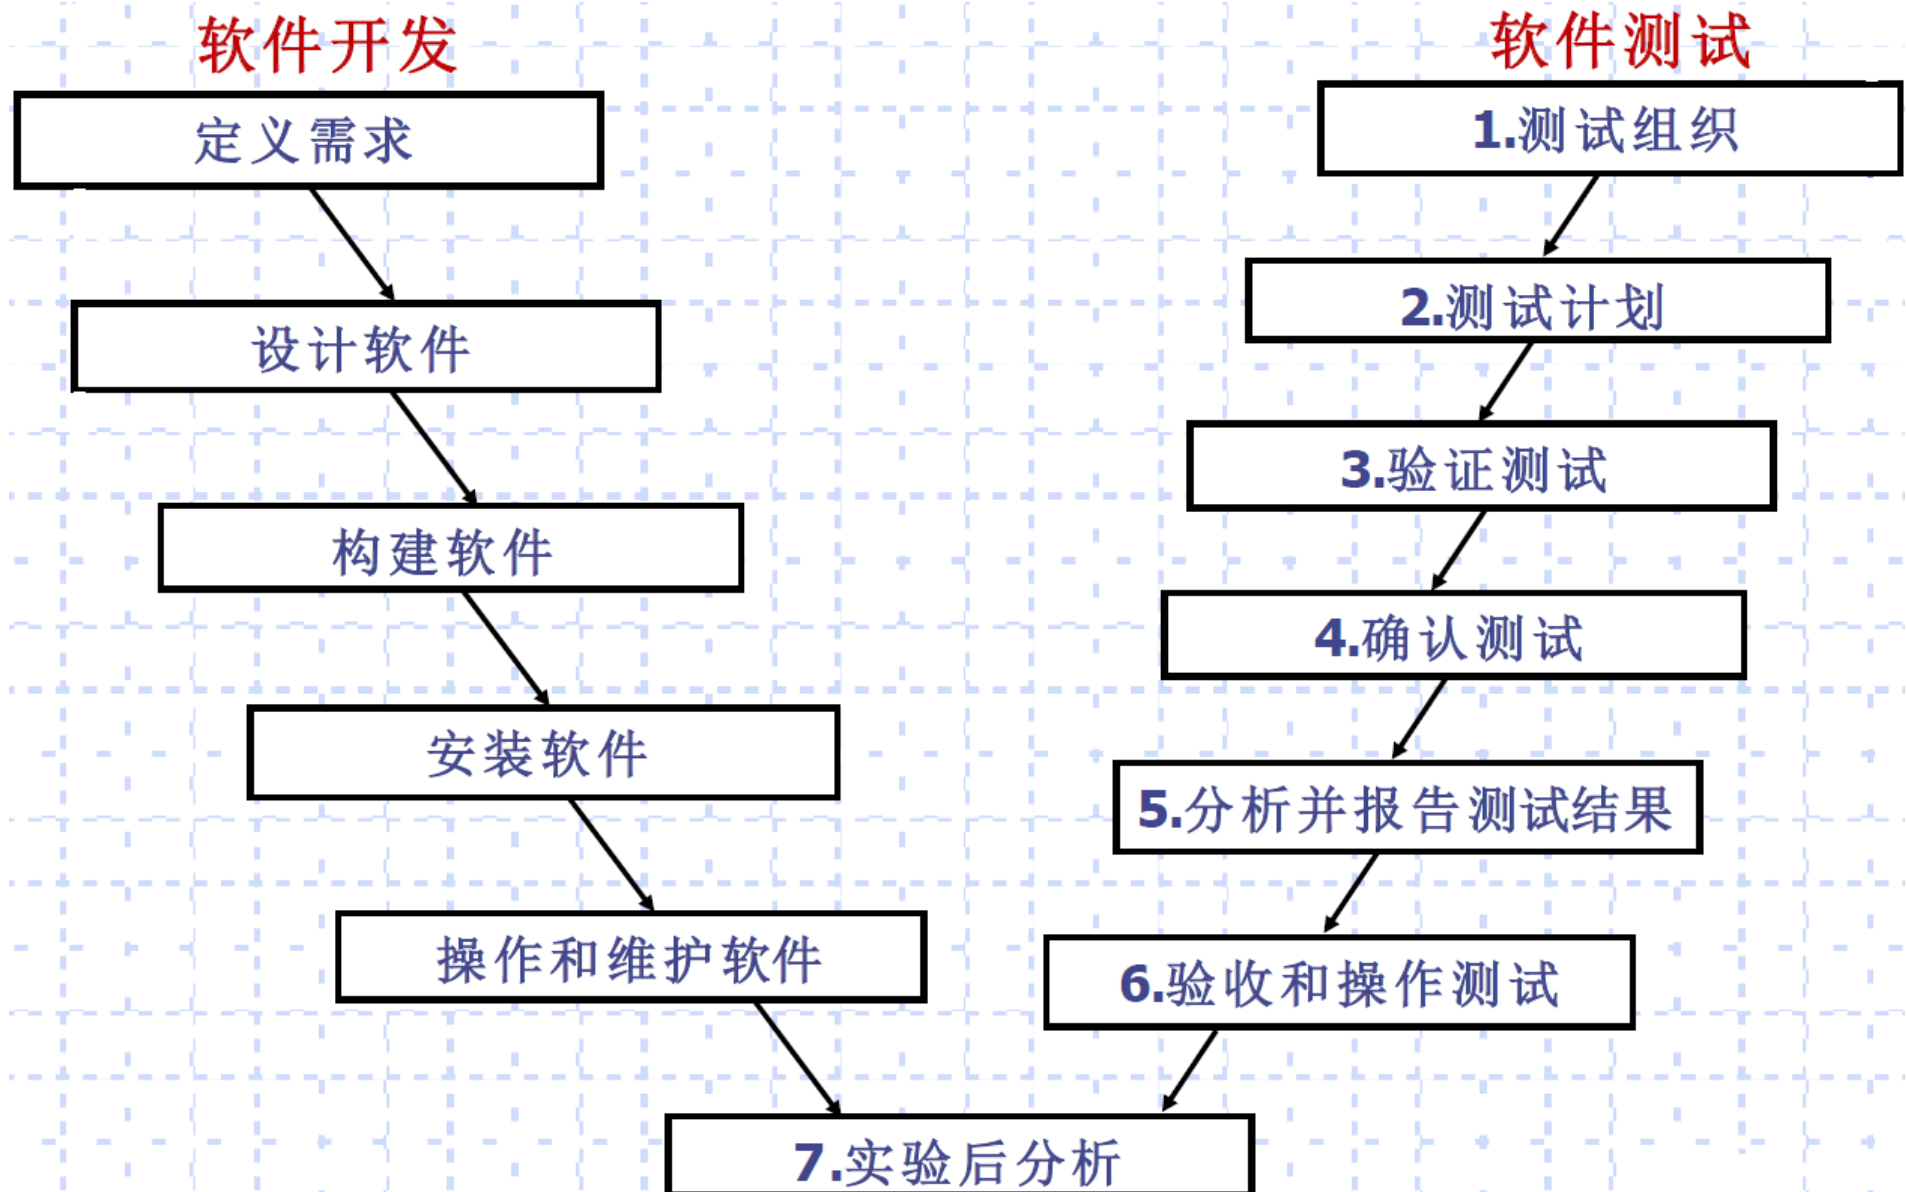 软件开发
定义需求
设计软件
构建软件
安装软件
操作和维护软件
软件测试
1.测试组织
2.测试计划
3.验证测试
4.确认测试
5.分析并报告测试结果
6.验收和操作测试
7.实验后分析